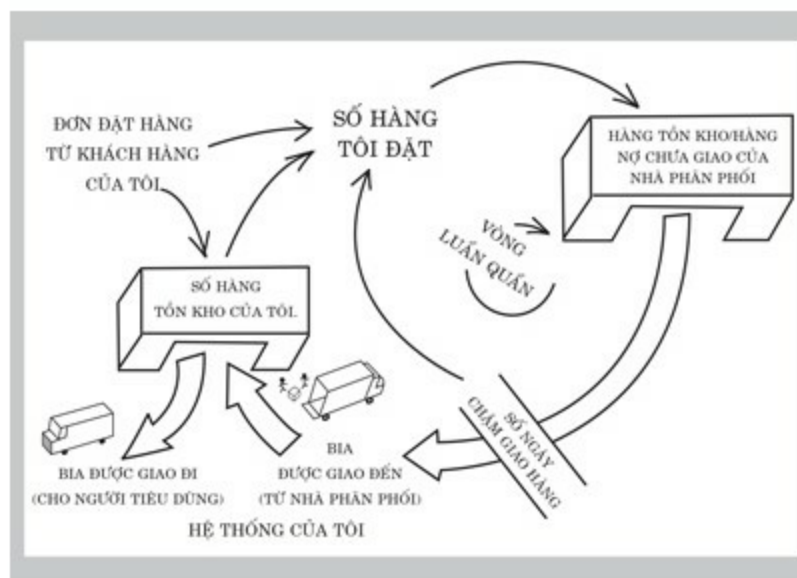 ĐƠN ĐẶT HÀNG
TỪ KHÁCH HÀNG
CỦA TÔI
SỐ HÀNG
TÔI ĐẶT
HÀNG TỒN KHO/HÀNG
NỢ CHƯA GIAO CỦA
NHÀ PHÂN PHỐI
VÒNG
LUẨN QUẨN
SỐ HÀNG
TỒN KHO CỦA TÔI.
SỐ NGÀY
CHẬM GIAO HÀNG
BIA ĐƯỢC GIAO ĐI
(CHO NGƯỜI TIÊU DÙNG)
BIA
ĐƯỢC GIAO ĐẾN
(TỪ NHÀ PHÂN PHỐI)
HỆ THỐNG CỦA TÔI